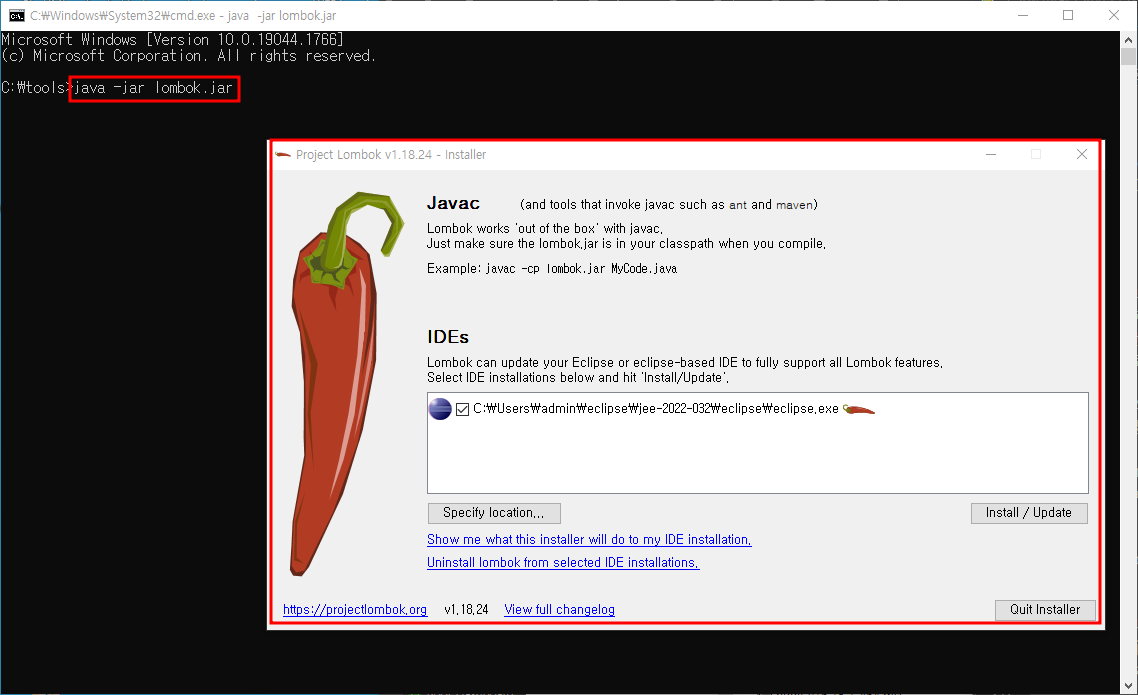 C:₩Windows₩System32₩cmd.exe - java  -jar lombok.jar
Microsoft Windows [Version 10.0.19044.1766]
(c) Microsoft Corporation. All rights reserved.
C:₩tools>java -jar lombok.jar
Project Lombok v1.18.24 - Installer
Javac (and tools that invoke javac such as ant and maven)
Lombok works 'out of the box' with javac.
Just make sure the lombok.jar is in your classpath when you compile.
Example: javac -cp lombok.jar MyCode.java
IDEs
Lombok can update your Eclipse or eclipse-based IDE to fully support all Lombok features.
Select IDE installations below and hit 'Install/Update'.
C:₩Users₩admin₩eclipse₩jee-2022-032₩eclipse₩eclipse.exe
Specify location... Install / Update
Show me what this installer will do to my IDE installation.
Uninstall lombok from selected IDE installations.
https://projectlombok.org v1.18.24 View full changelog Quit Installer